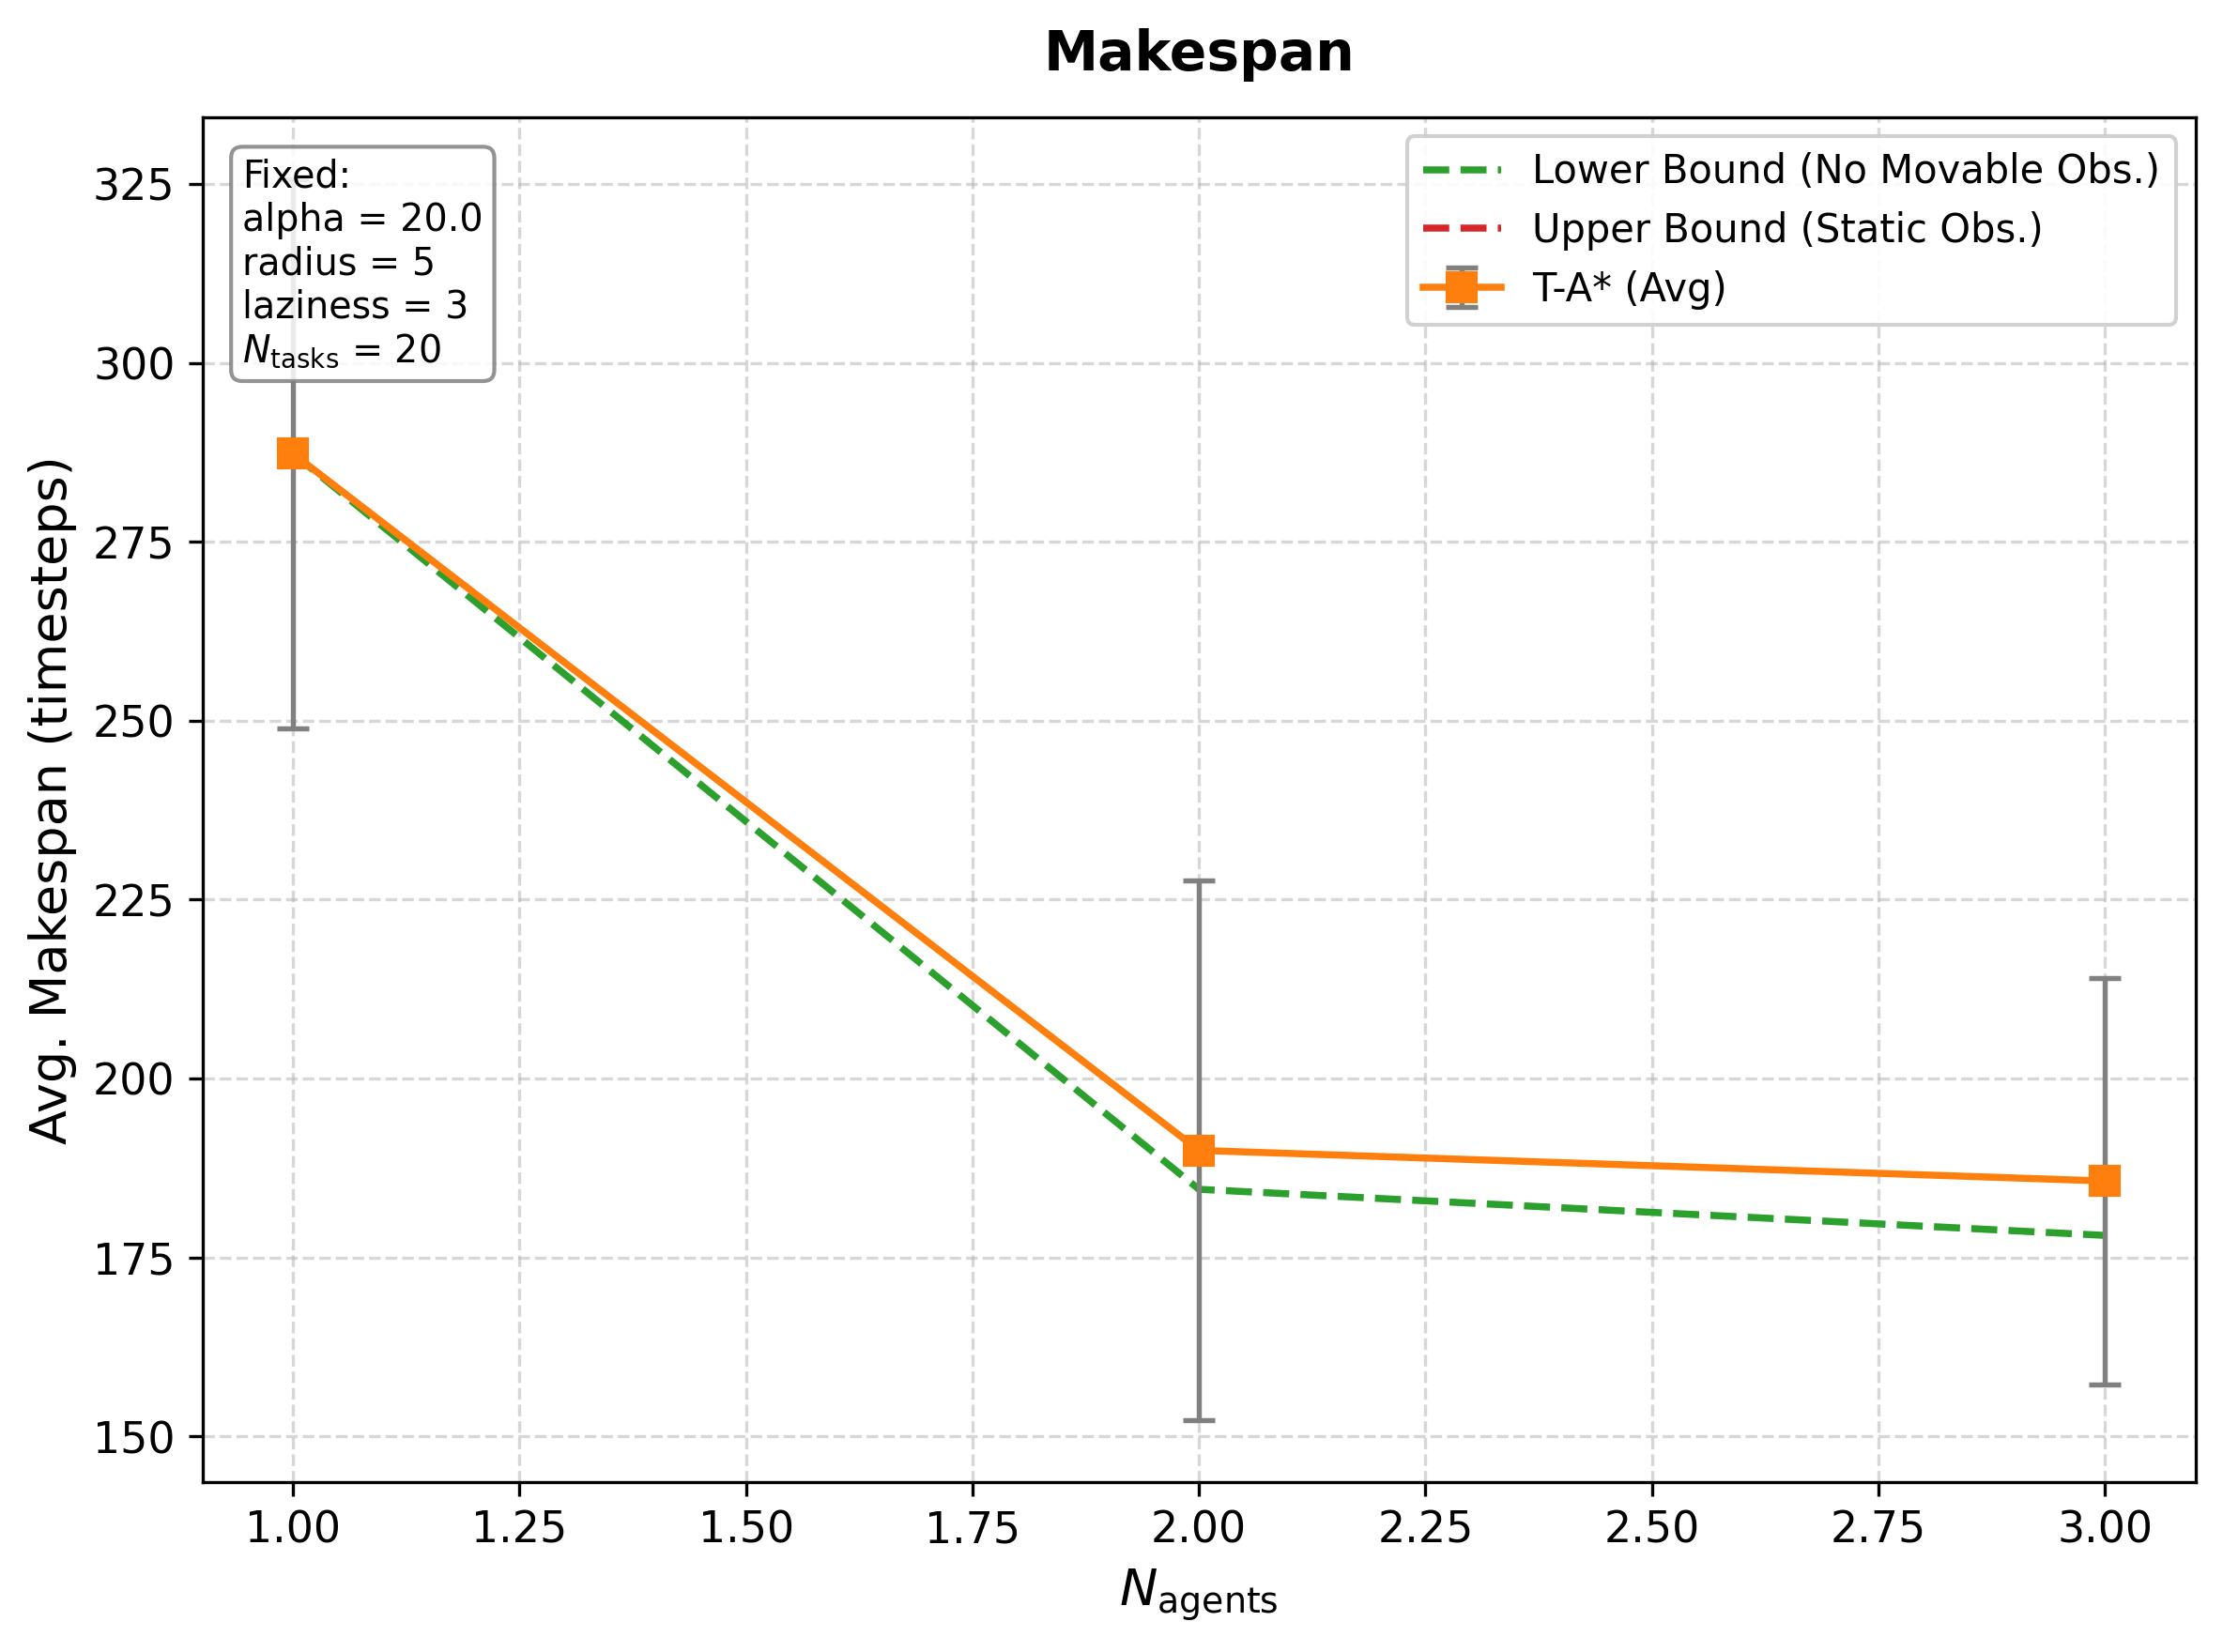 Makespan
Fixed:
alpha = 20.0
radius = 5
laziness = 3
N_tasks = 20
Lower Bound (No Movable Obs.)
Upper Bound (Static Obs.)
T-A* (Avg)
Avg. Makespan (timesteps)
325
300
275
250
225
200
175
150
1.00 1.25 1.50 1.75 2.00 2.25 2.50 2.75 3.00
N_agents